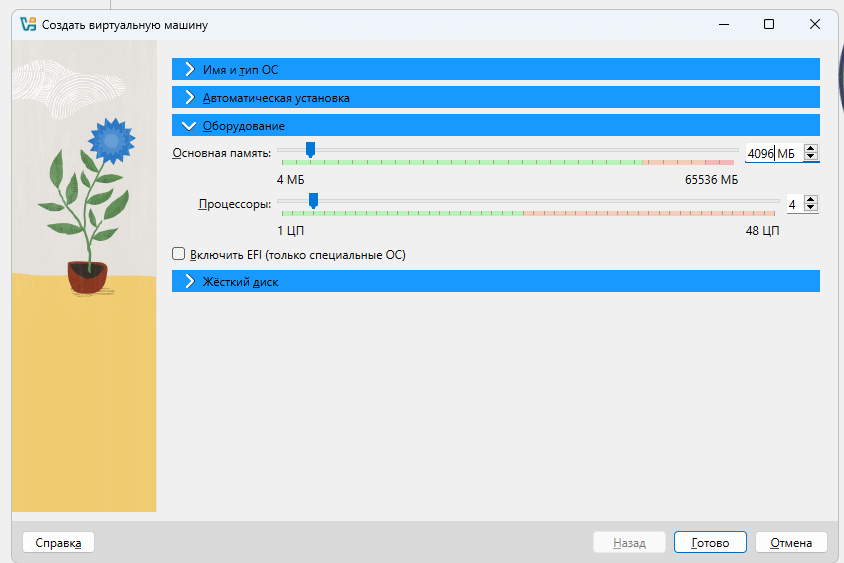 Создать виртуальную машину
Имя и тип ОС
Автоматическая установка
Оборудование
Основная память: 4096 МБ
4 МБ 65536 МБ
Процессоры: 4
1 ЦП 48 ЦП
Включить EFI (только специальные ОС)
Жёсткий диск
Справка Назад Готово Отмена